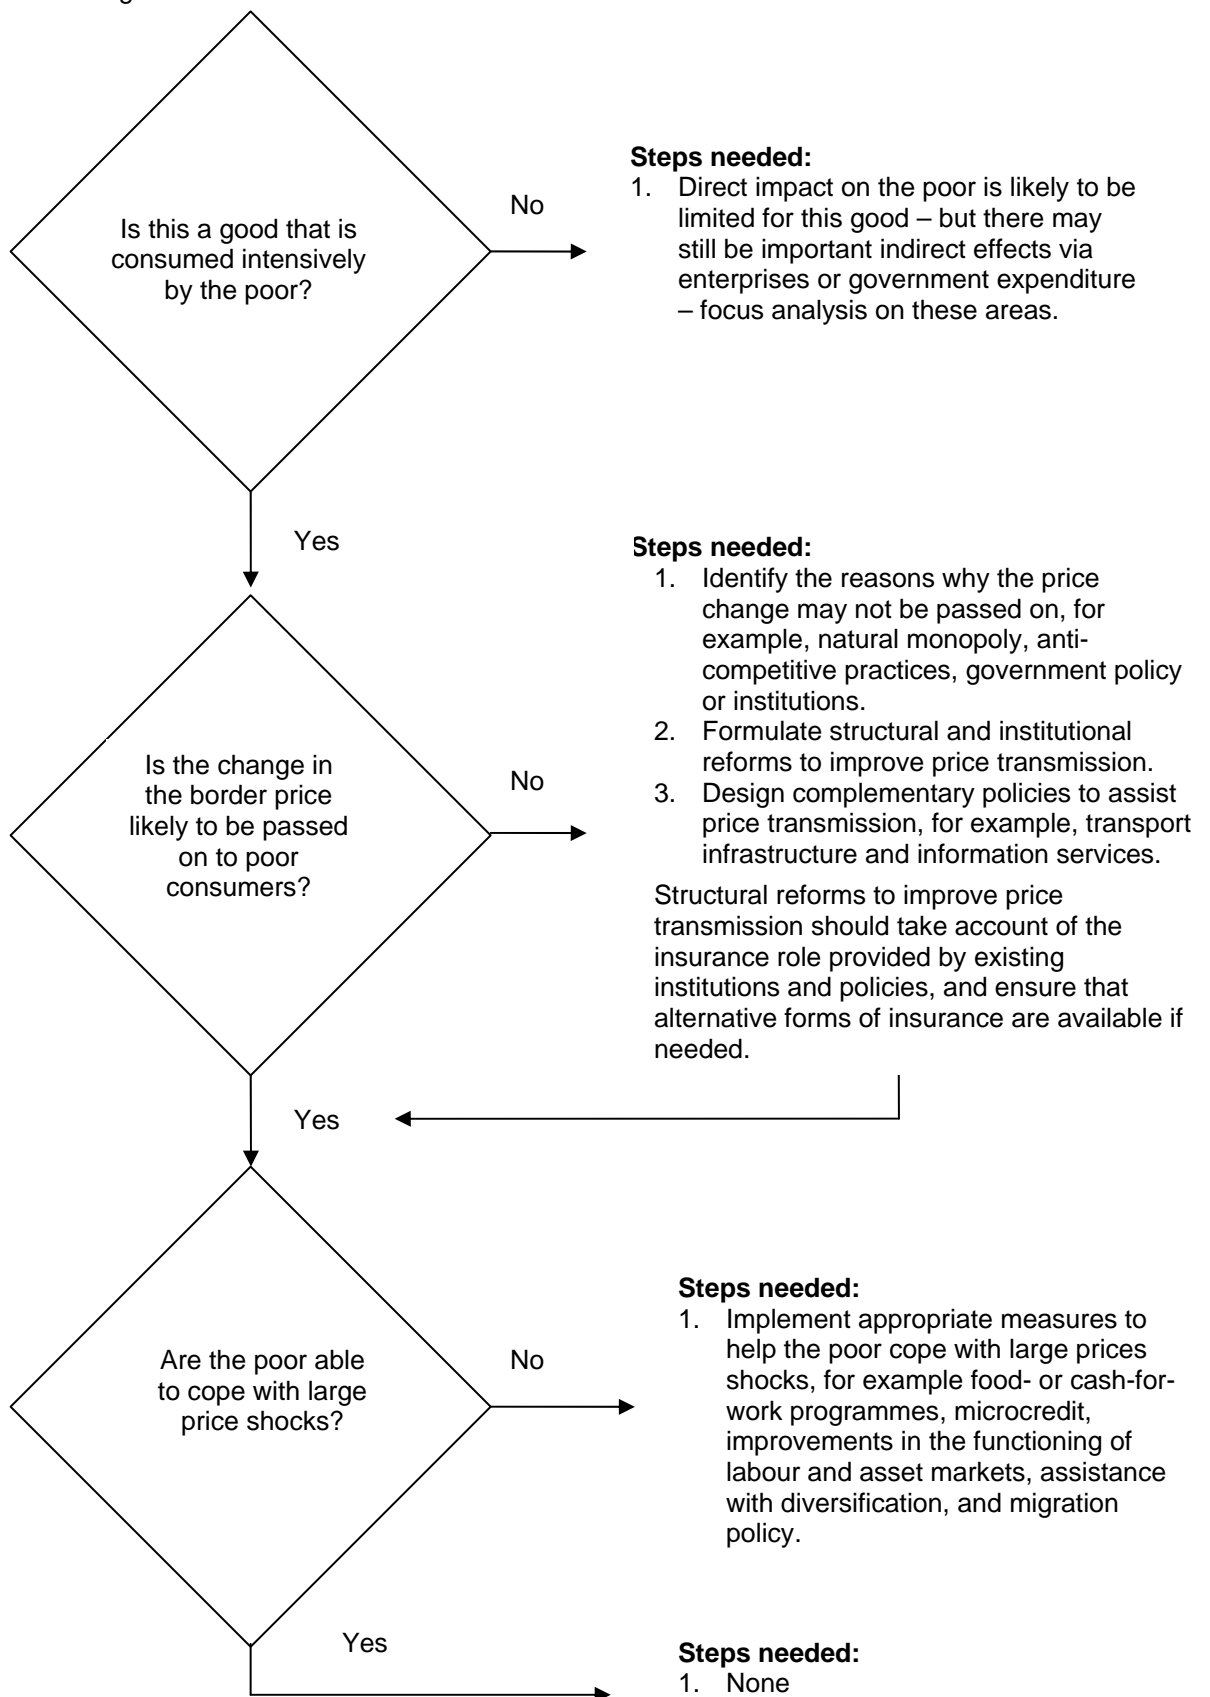 Is this a good that is
consumed intensively
by the poor?
No
Steps needed:
1. Direct impact on the poor is likely to be
limited for this good – but there may
still be important indirect effects via
enterprises or government expenditure
– focus analysis on these areas.
Yes
Is the change in
the border price
likely to be passed
on to poor
consumers?
No
Steps needed:
1. Identify the reasons why the price
change may not be passed on, for
example, natural monopoly, anti-
competitive practices, government policy
or institutions.
2. Formulate structural and institutional
reforms to improve price transmission.
3. Design complementary policies to assist
price transmission, for example, transport
infrastructure and information services.
Structural reforms to improve price
transmission should take account of the
insurance role provided by existing
institutions and policies, and ensure that
alternative forms of insurance are available if
needed.
Yes
Are the poor able
to cope with large
price shocks?
No
Steps needed:
1. Implement appropriate measures to
help the poor cope with large prices
shocks, for example food- or cash-for-
work programmes, microcredit,
improvements in the functioning of
labour and asset markets, assistance
with diversification, and migration
policy.
Yes
Steps needed:
1. None